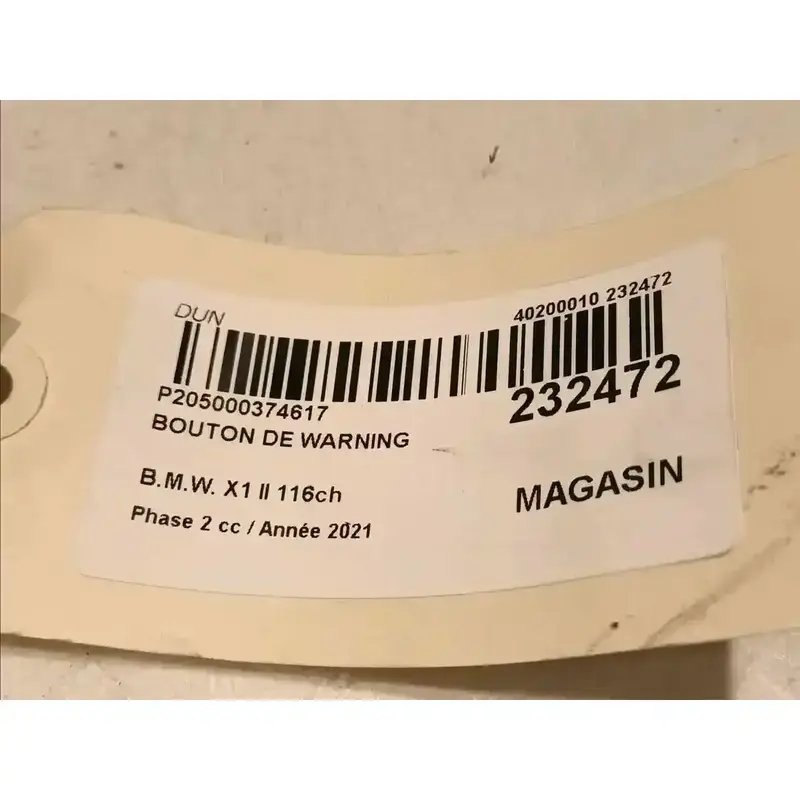 DUN
40200010 232472
P205000374617
232472
BOUTON DE WARNING
B.M.W. X1 II 116ch
MAGASIN
Phase 2 cc / Année 2021